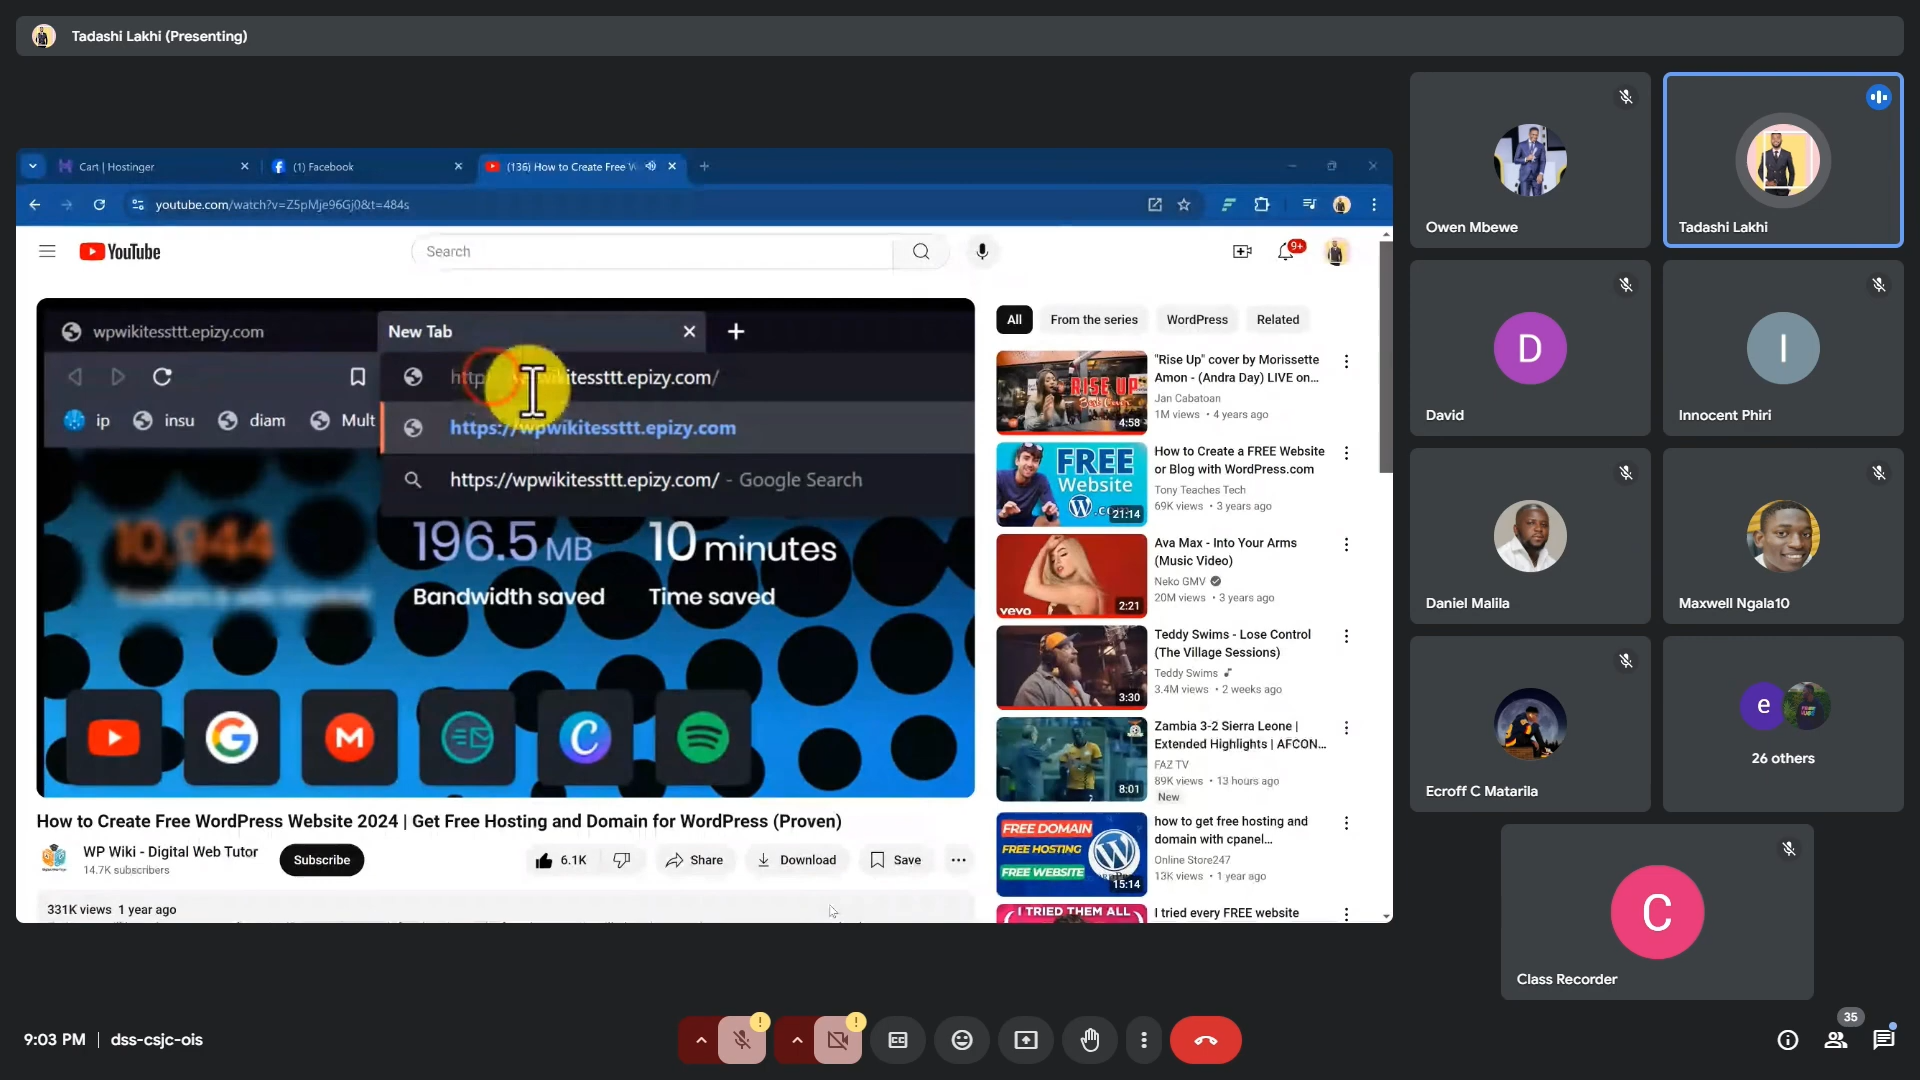 Tadashi Lakhi (Presenting)
Cart | Hostinger
(1) Facebook
(136) How to Create Free W
youtube.com/watch?v=Z5pMje96Gj0&t=484s
YouTube
Search
9+
wpwikitessttt.epizy.com
New Tab
wikitessttt.epizy.com/
ip
insu
diam
Mult
https://wpwikitessttt.epizy.com
https://wpwikitessttt.epizy.com/ - Google Search
10,944
196.5 MB
10 minutes
Bandwidth saved
Time saved
How to Create Free WordPress Website 2024 | Get Free Hosting and Domain for WordPress (Proven)
WP Wiki - Digital Web Tutor
14.7K subscribers
Subscribe
6.1K
Share
Download
Save
331K views 1 year ago
All
From the series
WordPress
Related
RISE UP
4:58
"Rise Up" cover by Morissette
Amon - (Andra Day) LIVE on...
Jan Cabatoan
1M views • 4 years ago
FREE
Website
21:14
How to Create a FREE Website
or Blog with WordPress.com
Tony Teaches Tech
69K views • 3 years ago
vevo
2:21
Ava Max - Into Your Arms
(Music Video)
Neko GMV
20M views • 3 years ago
3:30
Teddy Swims - Lose Control
(The Village Sessions)
Teddy Swims
3.4M views • 2 weeks ago
8:01
Zambia 3-2 Sierra Leone |
Extended Highlights | AFCON...
FAZ TV
89K views • 13 hours ago
New
FREE DOMAIN
FREE HOSTING
FREE WEBSITE
15:14
how to get free hosting and
domain with cpanel...
Online Store247
13K views • 1 year ago
I TRIED THEM ALL
I tried every FREE website
Owen Mbewe
Tadashi Lakhi
D
David
I
Innocent Phiri
Daniel Malila
Maxwell Ngala10
Ecroff C Matarila
e
26 others
C
Class Recorder
9:03 PM | dss-csjc-ois
35